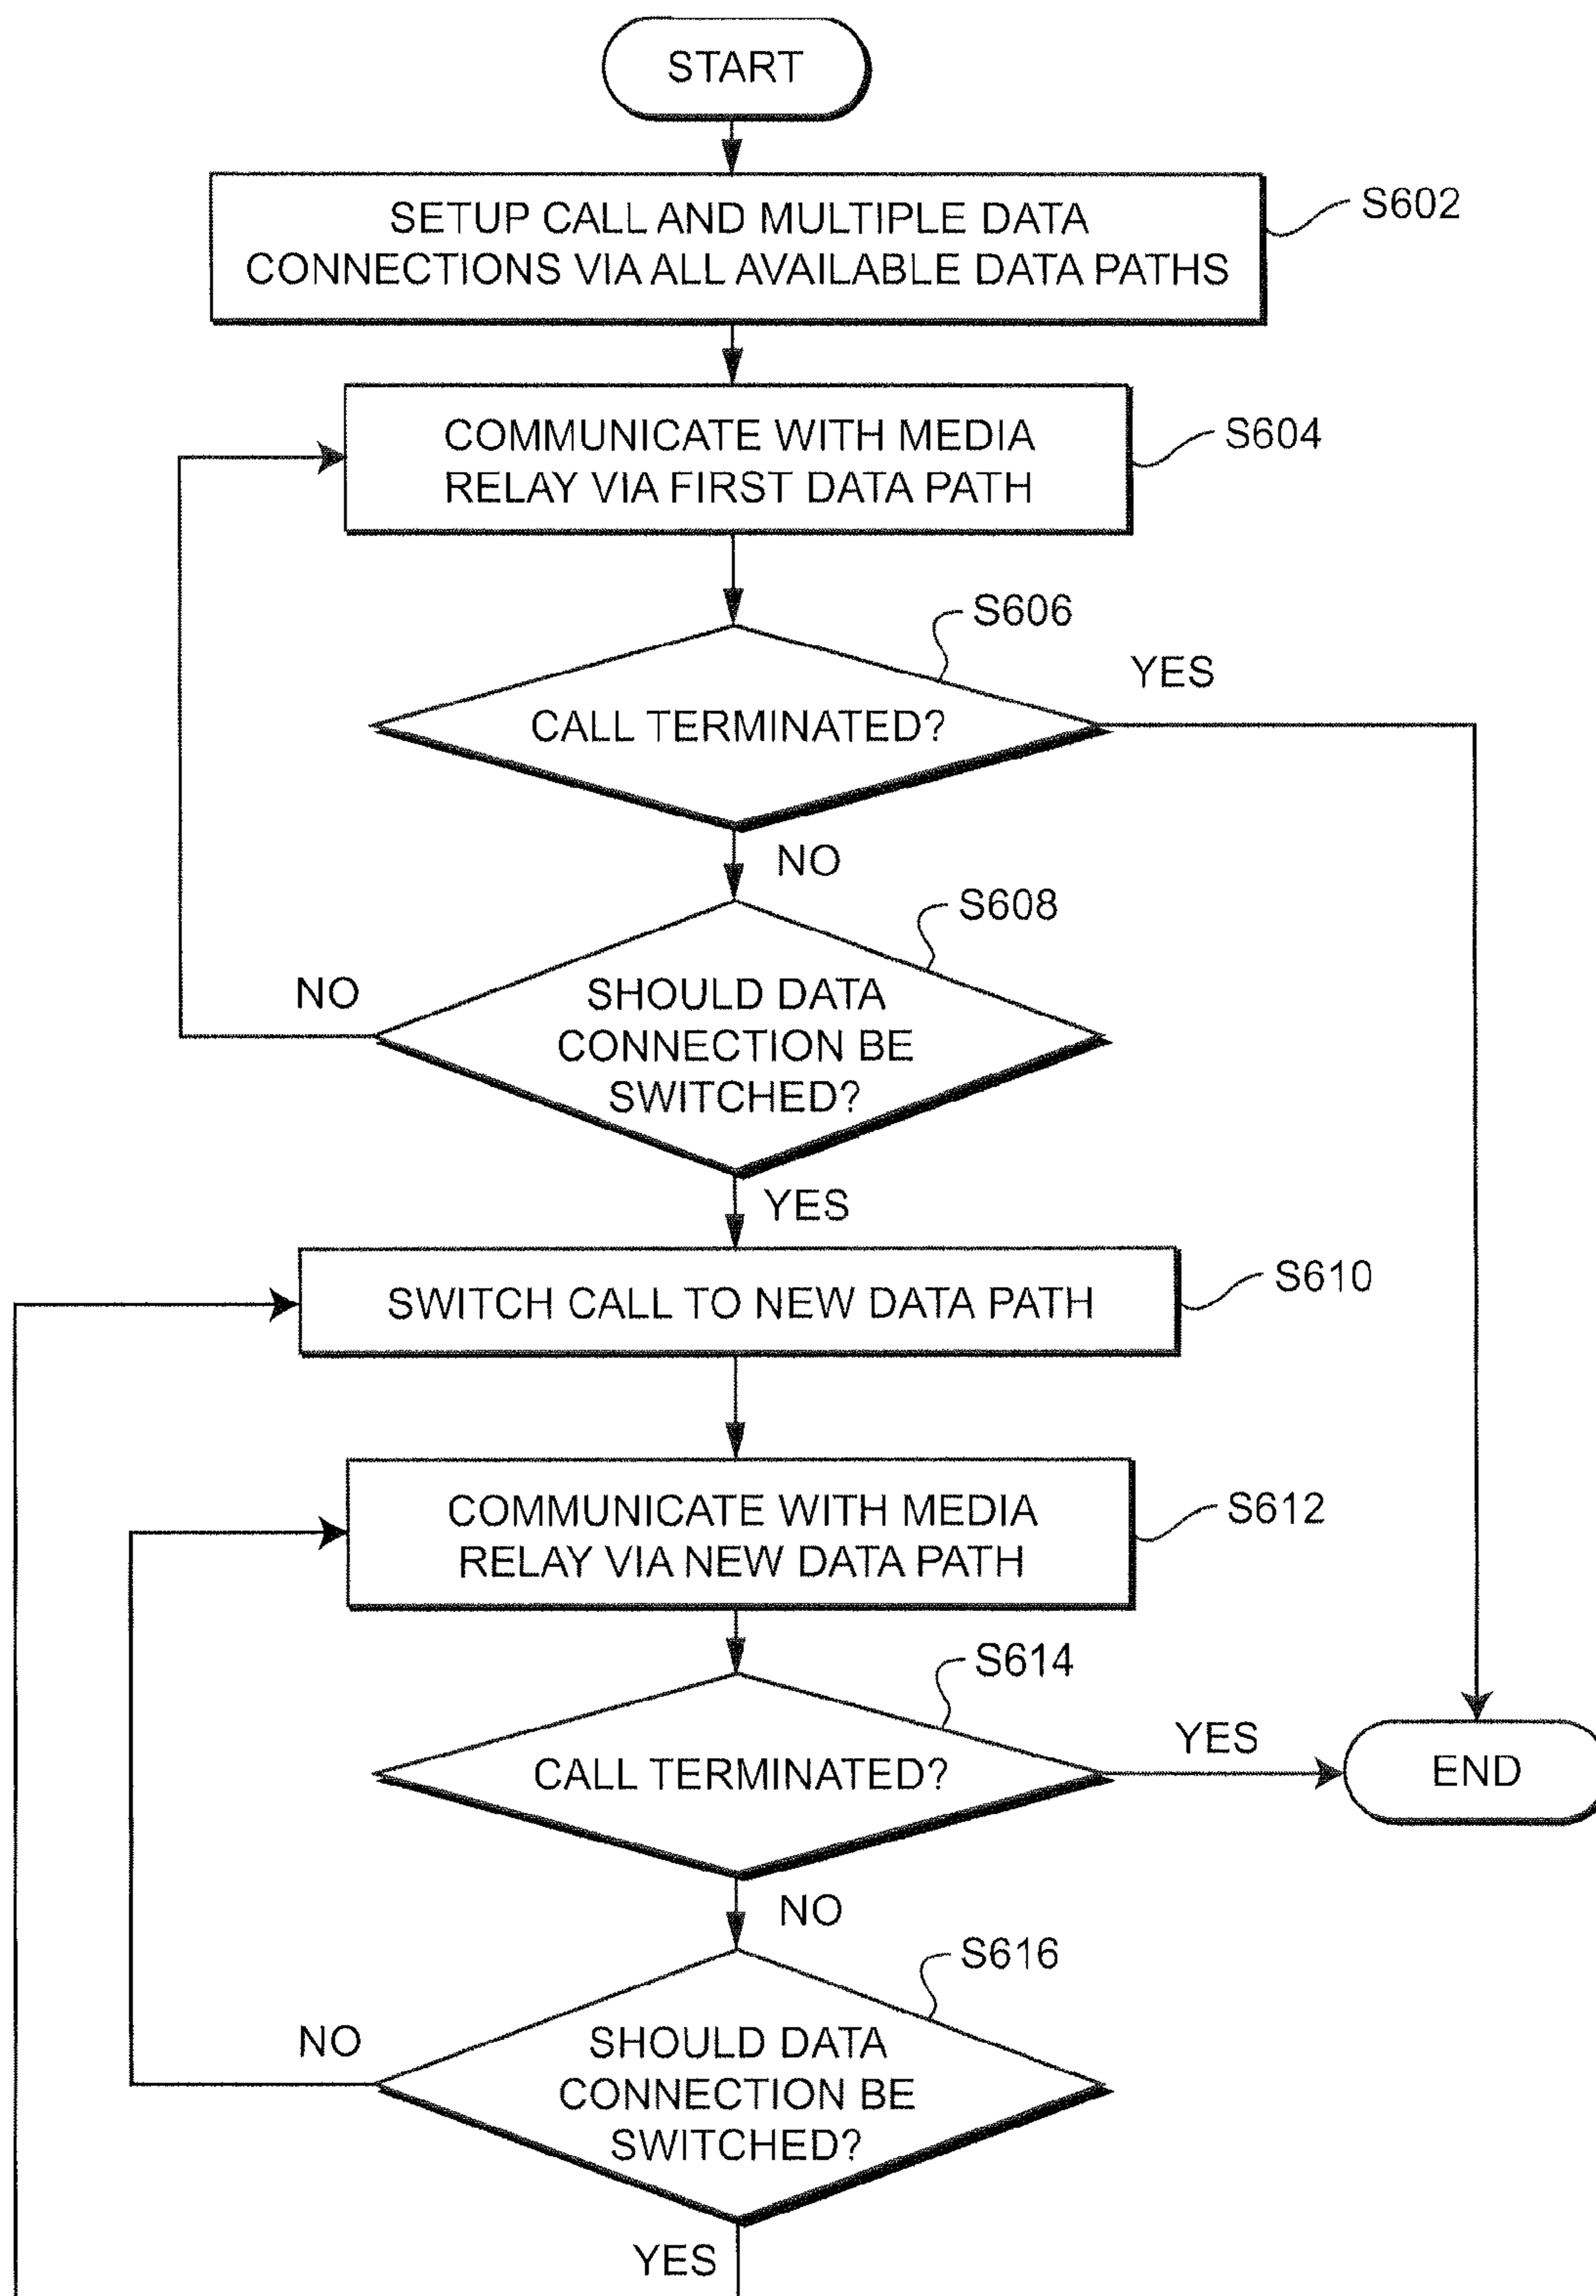 START
SETUP CALL AND MULTIPLE DATA
CONNECTIONS VIA ALL AVAILABLE DATA PATHS
S602
COMMUNICATE WITH MEDIA
RELAY VIA FIRST DATA PATH
S604
S606
YES
CALL TERMINATED?
NO
S608
NO
SHOULD DATA
CONNECTION BE
SWITCHED?
YES
SWITCH CALL TO NEW DATA PATH
S610
COMMUNICATE WITH MEDIA
RELAY VIA NEW DATA PATH
S612
S614
YES
CALL TERMINATED?
END
NO
S616
NO
SHOULD DATA
CONNECTION BE
SWITCHED?
YES